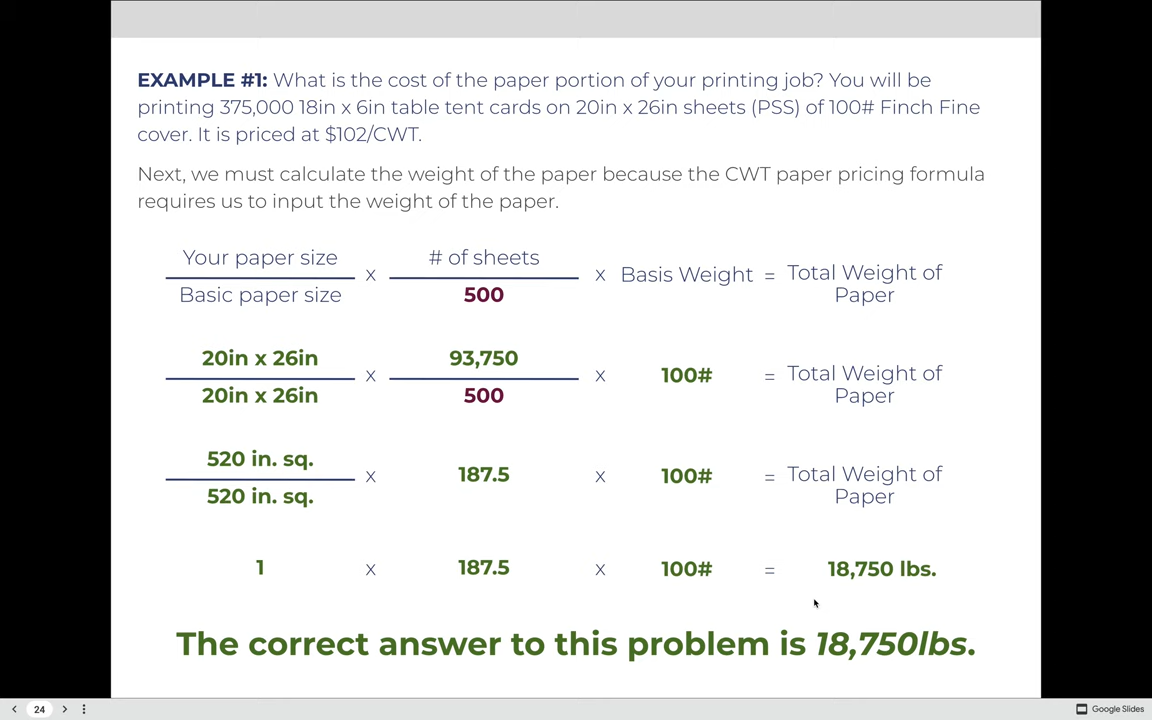 EXAMPLE #1: What is the cost of the paper portion of your printing job? You will be
printing 375,000 18in x 6in table tent cards on 20in x 26in sheets (PSS) of 100# Finch Fine
cover. It is priced at $102/CWT.
Next, we must calculate the weight of the paper because the CWT paper pricing formula
requires us to input the weight of the paper.
Your paper size
Basic paper size
x
# of sheets
500
x
Basis Weight
=
Total Weight of
Paper
20in x 26in
20in x 26in
x
93,750
500
x
100#
=
Total Weight of
Paper
520 in. sq.
520 in. sq.
x
187.5
x
100#
=
Total Weight of
Paper
1
x
187.5
x
100#
=
18,750 lbs.
The correct answer to this problem is 18,750lbs.
24
Google Slides